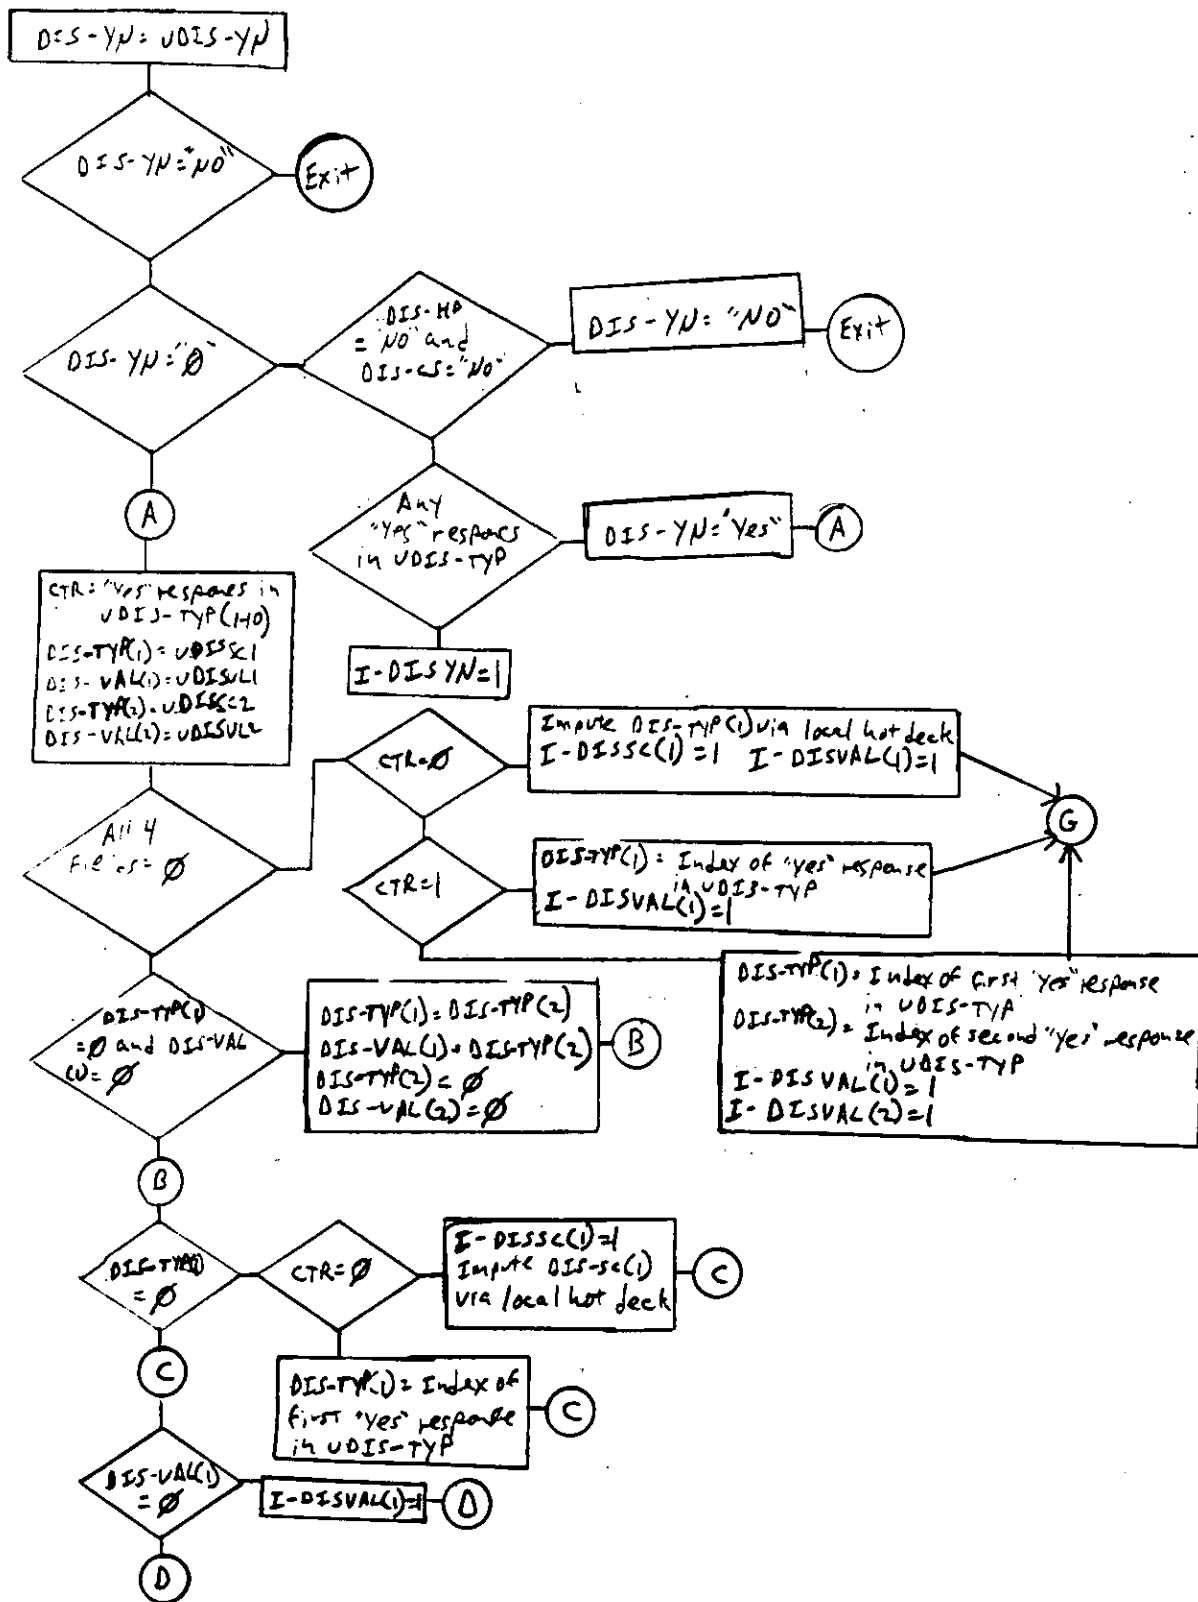 DIS-YN = UDIS-YN
DIS-YN = "NO"
Exit
DIS-YN = "Ø"
DIS-HP
= "NO" and
DIS-CS = "NO"
DIS-YN = "NO"
Exit
A
Any
"Yes" respones
in UDIS-TYP
DIS-YN = "Yes"
A
I-DISYN=1
CTR = "Yes" respones in
UDIS-TYP(1-10)
DIS-TYP(1) = UDISSC1
DIS-VAL(1) = UDISVL1
DIS-TYP(2) = UDISSC2
DIS-VAL(2) = UDISVL2
All 4
fields = Ø
CTR=Ø
Impute DIS-TYP(1) via local hot deck
I-DISSC(1)=1 I-DISVAL(1)=1
G
CTR=1
DIS-TYP(1) = Index of "yes" response
in UDIS-TYP
I-DISVAL(1)=1
DIS-TYP(1) = Index of first "yes" response
in UDIS-TYP
DIS-TYP(2) = Index of second "yes" response
in UDIS-TYP
I-DISVAL(1)=1
I-DISVAL(2)=1
DIS-TYP(1)
=Ø and DIS-VAL
(1)= Ø
DIS-TYP(1) = DIS-TYP(2)
DIS-VAL(1) = DIS-TYP(2)
DIS-TYP(2) = Ø
DIS-VAL(2) = Ø
B
B
DIS-TYP(1)
= Ø
CTR=Ø
I-DISSC(1)=1
Impute DIS-SC(1)
via local hot deck
C
C
DIS-TYP(1) = Index of
first "Yes" response
in UDIS-TYP
C
DIS-VAL(1)
= Ø
I-DISVAL(1)=1
D
D